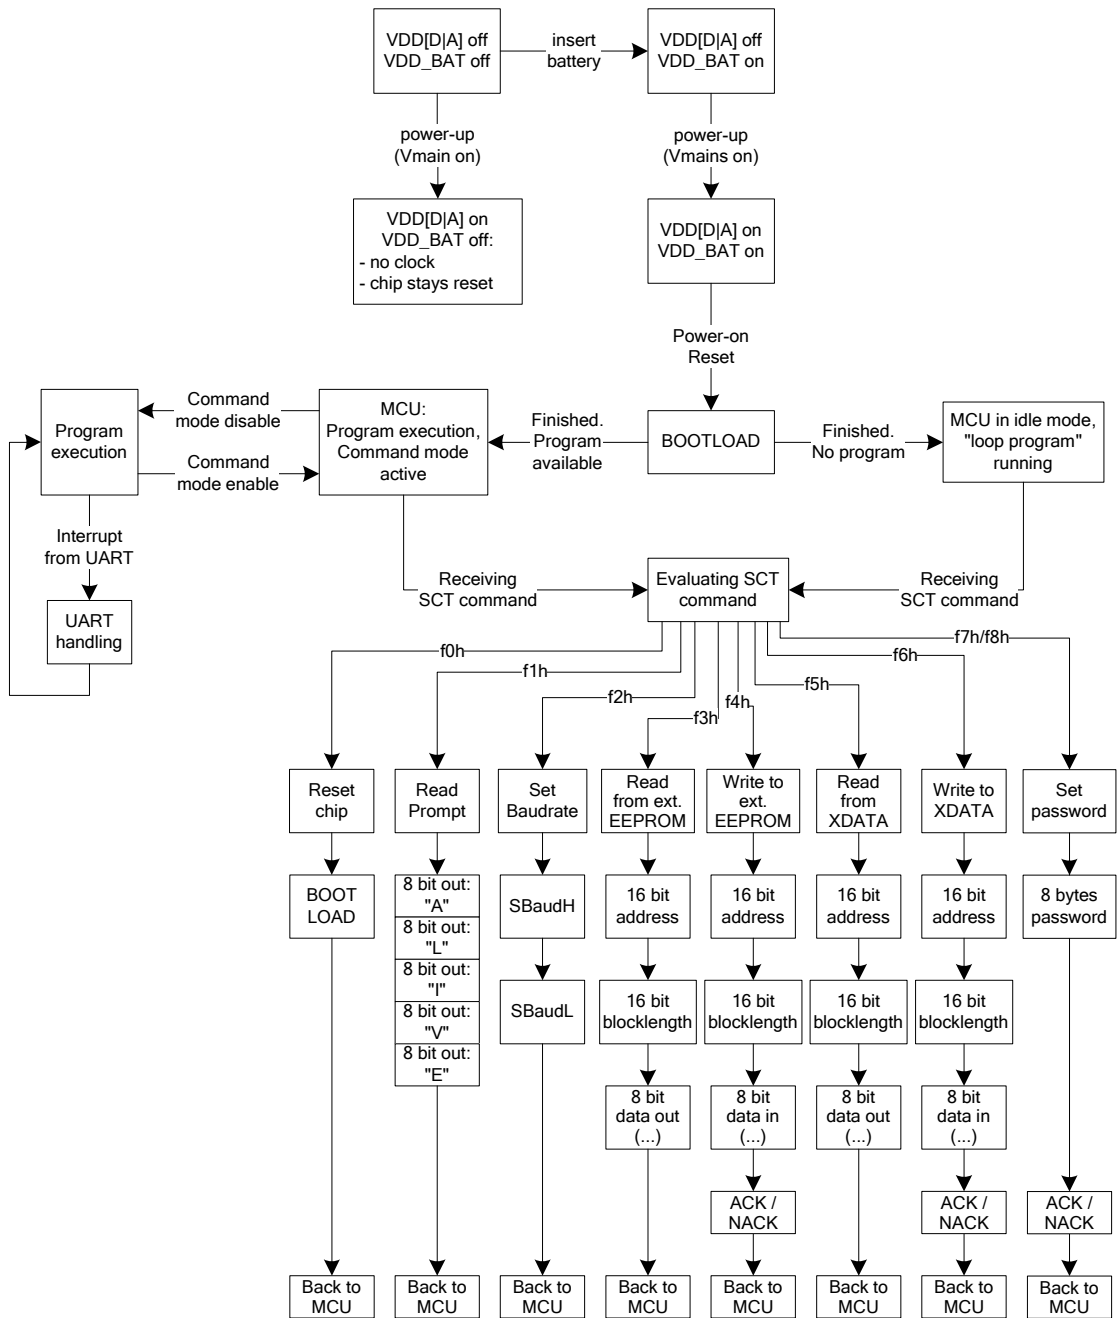 VDD[D|A] off
VDD_BAT off
insert
battery
VDD[D|A] off
VDD_BAT on
power-up
(Vmain on)
power-up
(Vmains on)
VDD[D|A] on
VDD_BAT off:
- no clock
- chip stays reset
VDD[D|A] on
VDD_BAT on
Power-on
Reset
Program
execution
Command
mode disable
Command
mode enable
MCU:
Program execution,
Command mode
active
Finished.
Program
available
BOOTLOAD
Finished.
No program
MCU in idle mode,
"loop program"
running
Interrupt
from UART
UART
handling
Receiving
SCT command
Evaluating SCT
command
Receiving
SCT command
f0h
f1h
f2h
f3h
f4h
f5h
f6h
f7h/f8h
Reset
chip
Read
Prompt
Set
Baudrate
Read
from ext.
EEPROM
Write to
ext.
EEPROM
Read
from
XDATA
Write to
XDATA
Set
password
BOOT
LOAD
8 bit out:
"A"
8 bit out:
"L"
8 bit out:
"I"
8 bit out:
"V"
8 bit out:
"E"
SBaudH
SBaudL
16 bit
address
16 bit
address
16 bit
address
16 bit
address
8 bytes
password
16 bit
blocklength
16 bit
blocklength
16 bit
blocklength
16 bit
blocklength
8 bit
data out
(...)
8 bit
data in
(...)
8 bit
data out
(...)
8 bit
data in
(...)
ACK /
NACK
ACK /
NACK
ACK /
NACK
Back to
MCU
Back to
MCU
Back to
MCU
Back to
MCU
Back to
MCU
Back to
MCU
Back to
MCU
Back to
MCU